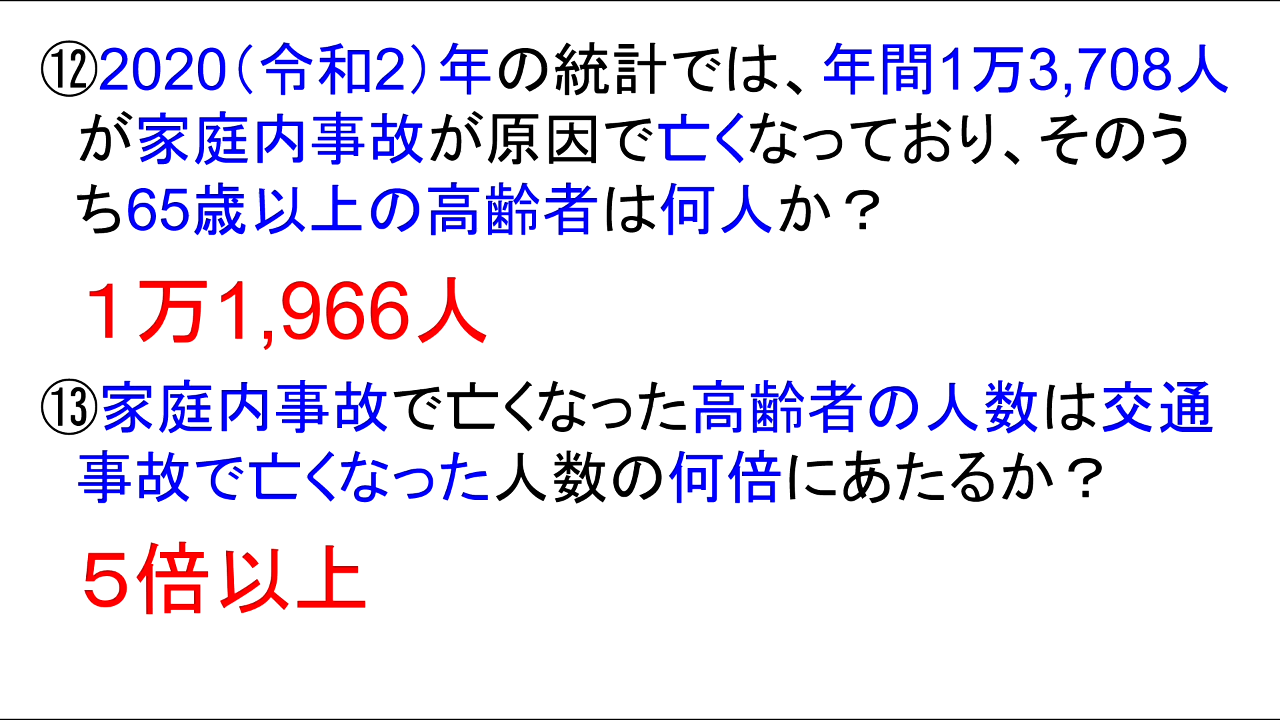 ⑫2020(令和2)年の統計では、年間1万3,708人
が家庭内事故が原因で亡くなっており、そのう
ち65歳以上の高齢者は何人か？
１万1,966人
⑬家庭内事故で亡くなった高齢者の人数は交通
事故で亡くなった人数の何倍にあたるか？
５倍以上